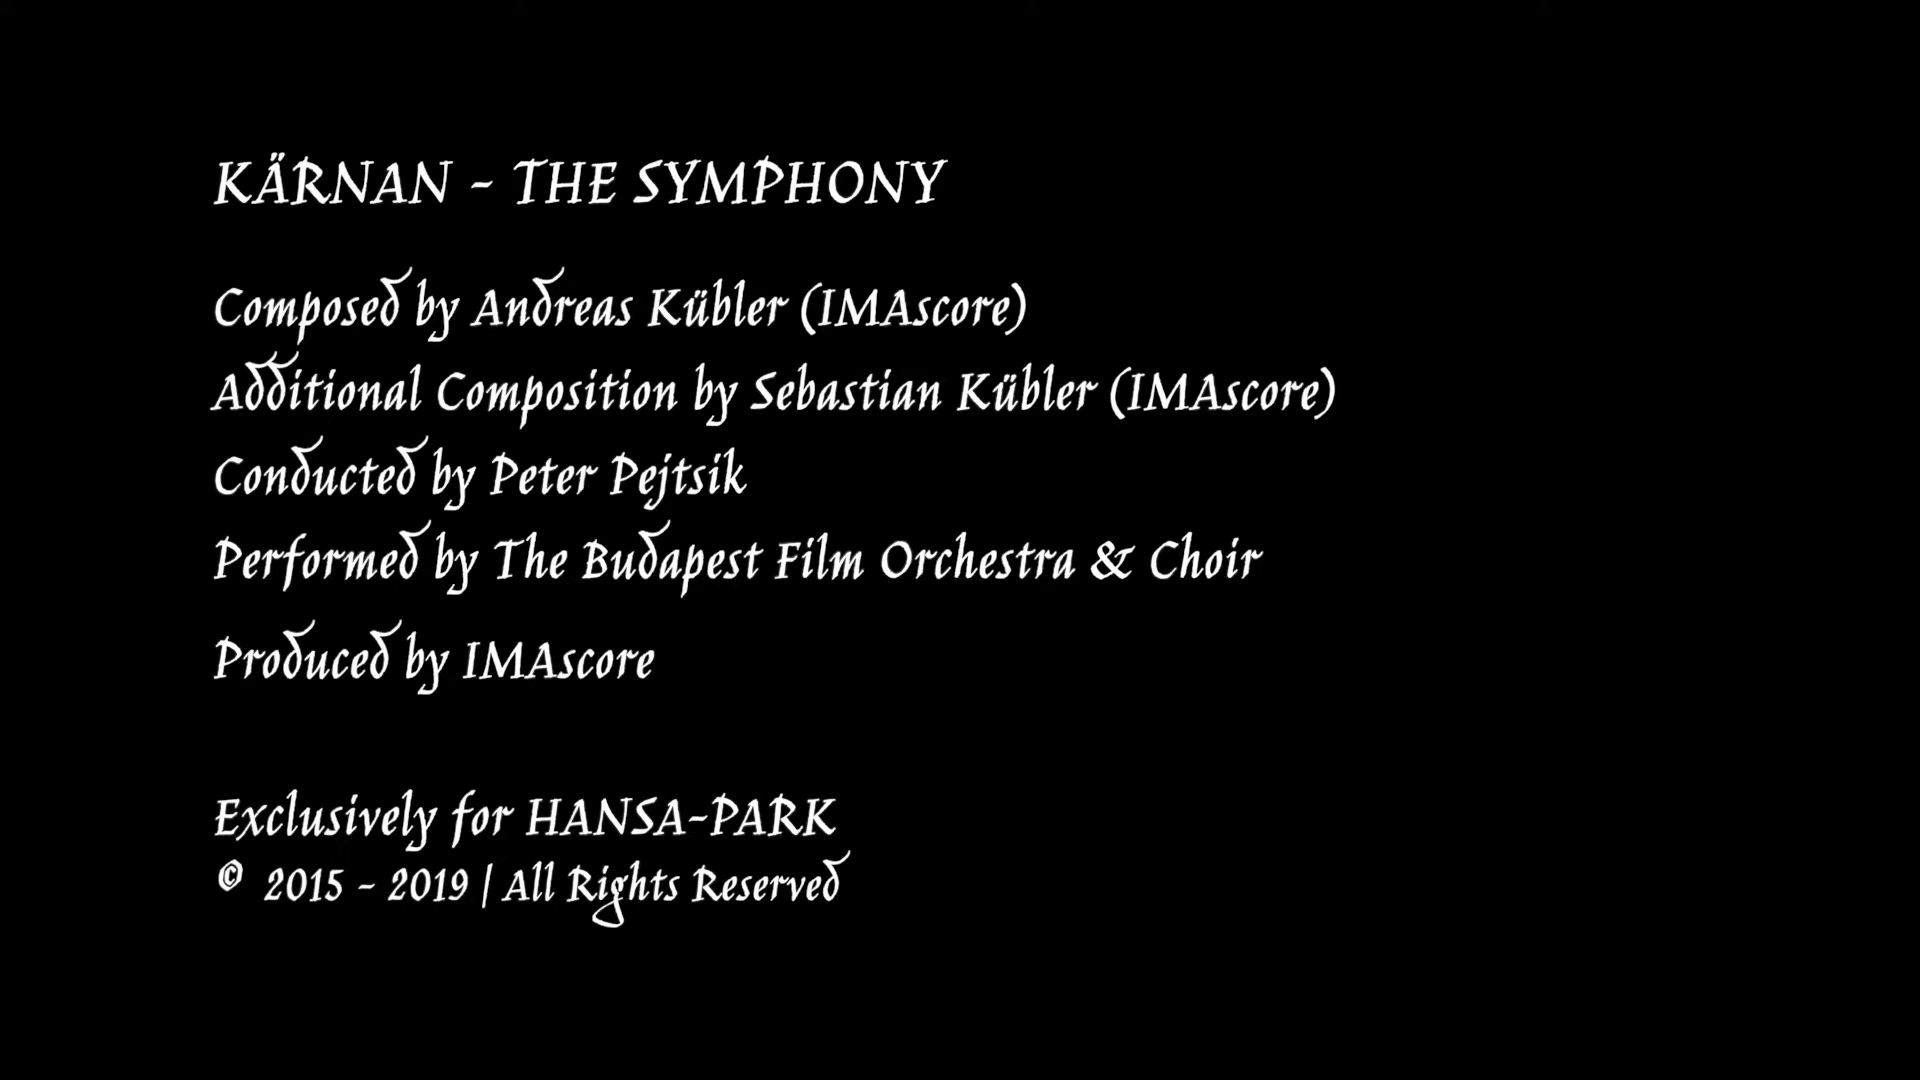 KÄRNAN - THE SYMPHONY
Composed by Andreas Kübler (IMAscore)
Additional Composition by Sebastian Kübler (IMAscore)
Conducted by Peter Pejtsik
Performed by The Budapest Film Orchestra & Choir
Produced by IMAscore
Exclusively for HANSA-PARK
© 2015 - 2019 | All Rights Reserved